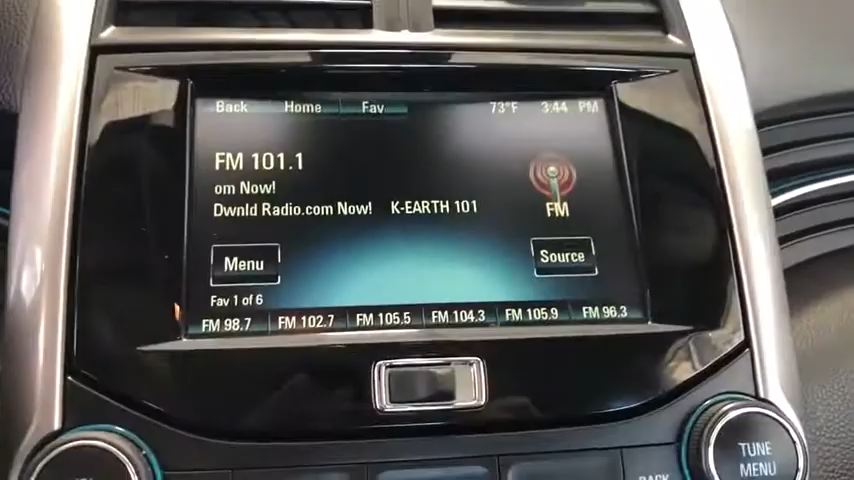 Back Home Fav 73°F 3:44 PM
FM 101.1
om Now!
Dwnld Radio.com Now! K-EARTH 101
FM
Menu Source
Fav 1 of 6
FM 98.7 FM 102.7 FM 105.5 FM 104.3 FM 105.9 FM 96.3
TUNE
MENU
BACK